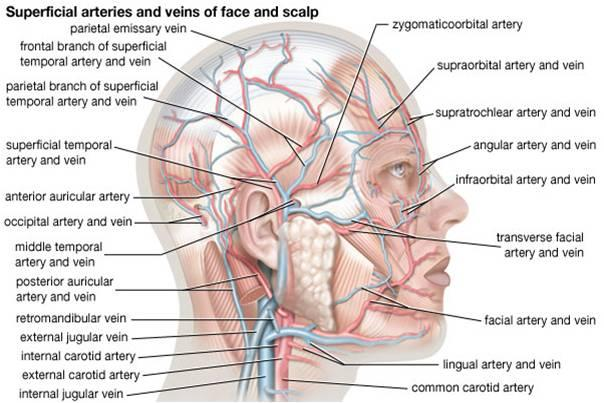 Superficial arteries and veins of face and scalp
parietal emissary vein
frontal branch of superficial
temporal artery and vein
parietal branch of superficial
temporal artery and vein
superficial temporal
artery and vein
anterior auricular artery
occipital artery and vein
middle temporal
artery and vein
posterior auricular
artery and vein
retromandibular vein
external jugular vein
internal carotid artery
external carotid artery
internal jugular vein
zygomaticoorbital artery
supraorbital artery and vein
supratrochlear artery and vein
angular artery and vein
infraorbital artery and vein
transverse facial
artery and vein
facial artery and vein
lingual artery and vein
common carotid artery